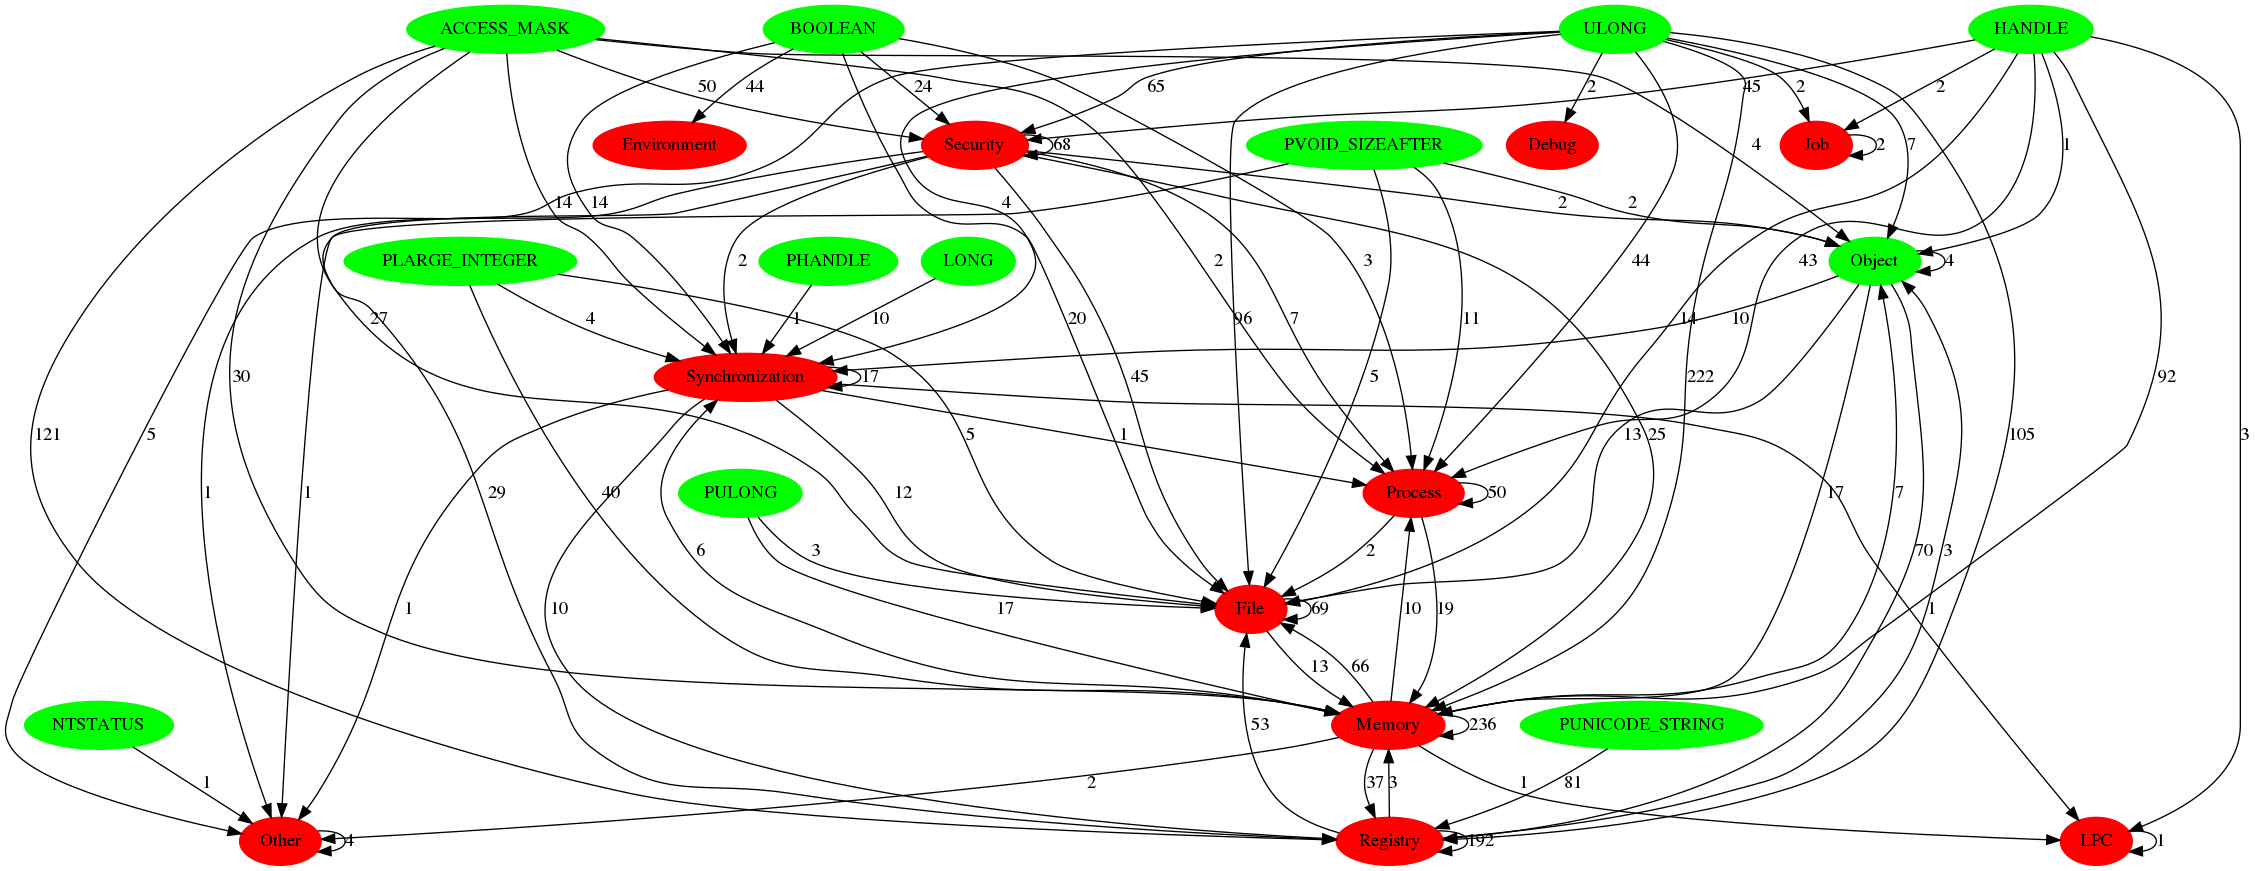 ACCESS_MASK BOOLEAN ULONG HANDLE
50 44 24 65 2 45 2 2
Environment Security 68 PVOID_SIZEAFTER Debug Job 2 4 7 1
14 14 4 2 2
PLARGE_INTEGER PHANDLE LONG 2 2 3 44 43 Object 4
27 4 1 10 20 96 7 5 11 14 10
30 Synchronization 17 45 222 92
121 5 1 5 1 13 25 105 3
1 1 29 40 PULONG 12 Process 50 17 7
6 3 2 70 3
1 10 17 File 69 10 19 1
13 66
NTSTATUS 53 Memory 236 PUNICODE_STRING
1 2 37 3 1 81
Other 4 Registry 192 LPC 1